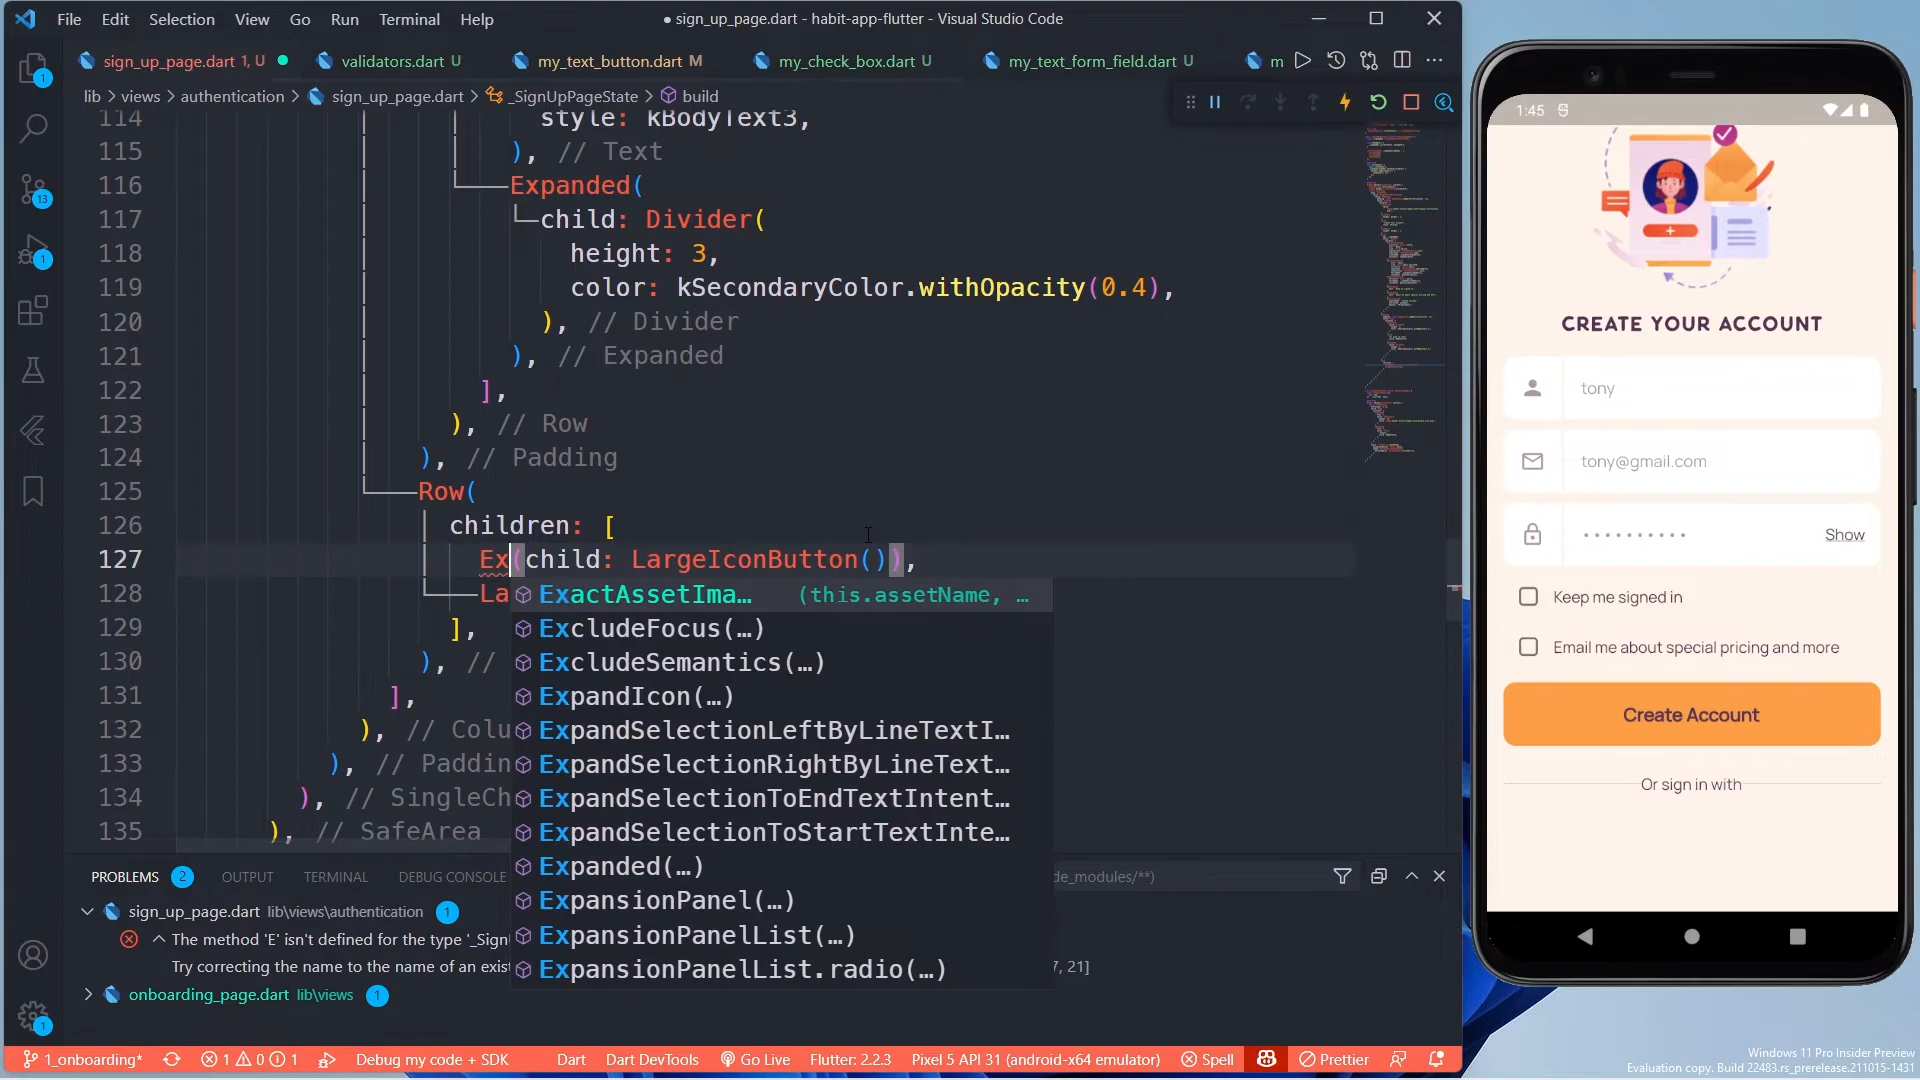 File Edit Selection View Go Run Terminal Help
● sign_up_page.dart - habit-app-flutter - Visual Studio Code
sign_up_page.dart 1, U
validators.dart U
my_text_button.dart M
my_check_box.dart U
my_text_form_field.dart U
m
lib > views > authentication > sign_up_page.dart > _SignUpPageState > build
114 style: kBodyText3,
115 ), // Text
116 Expanded(
117 child: Divider(
118 height: 3,
119 color: kSecondaryColor.withOpacity(0.4),
120 ), // Divider
121 ), // Expanded
122 ],
123 ), // Row
124 ), // Padding
125 Row(
126 children: [
127 Ex(child: LargeIconButton()),
128 La
129 ],
130 ), //
131 ],
132 ), // Colu
133 ), // Paddin
134 ), // SingleCh
135 ), // SafeArea
ExactAssetIma… (this.assetName, …
ExcludeFocus(…)
ExcludeSemantics(…)
ExpandIcon(…)
ExpandSelectionLeftByLineTextI…
ExpandSelectionRightByLineText…
ExpandSelectionToEndTextIntent…
ExpandSelectionToStartTextInte…
Expanded(…)
ExpansionPanel(…)
ExpansionPanelList(…)
ExpansionPanelList.radio(…)
PROBLEMS 2 OUTPUT TERMINAL DEBUG CONSOLE
de_modules/**)
sign_up_page.dart lib\views\authentication 1
The method 'E' isn't defined for the type '_Sign
Try correcting the name to the name of an exist
7, 21]
onboarding_page.dart lib\views 1
1_onboarding* 1 0 1 Debug my code + SDK Dart Dart DevTools Go Live Flutter: 2.2.3 Pixel 5 API 31 (android-x64 emulator) Spell Prettier
1
13
1
1
1:45
CREATE YOUR ACCOUNT
tony
tony@gmail.com
•••••••••• Show
Keep me signed in
Email me about special pricing and more
Create Account
Or sign in with
Windows 11 Pro Insider Preview
Evaluation copy. Build 22483.rs_prerelease.211015-1431